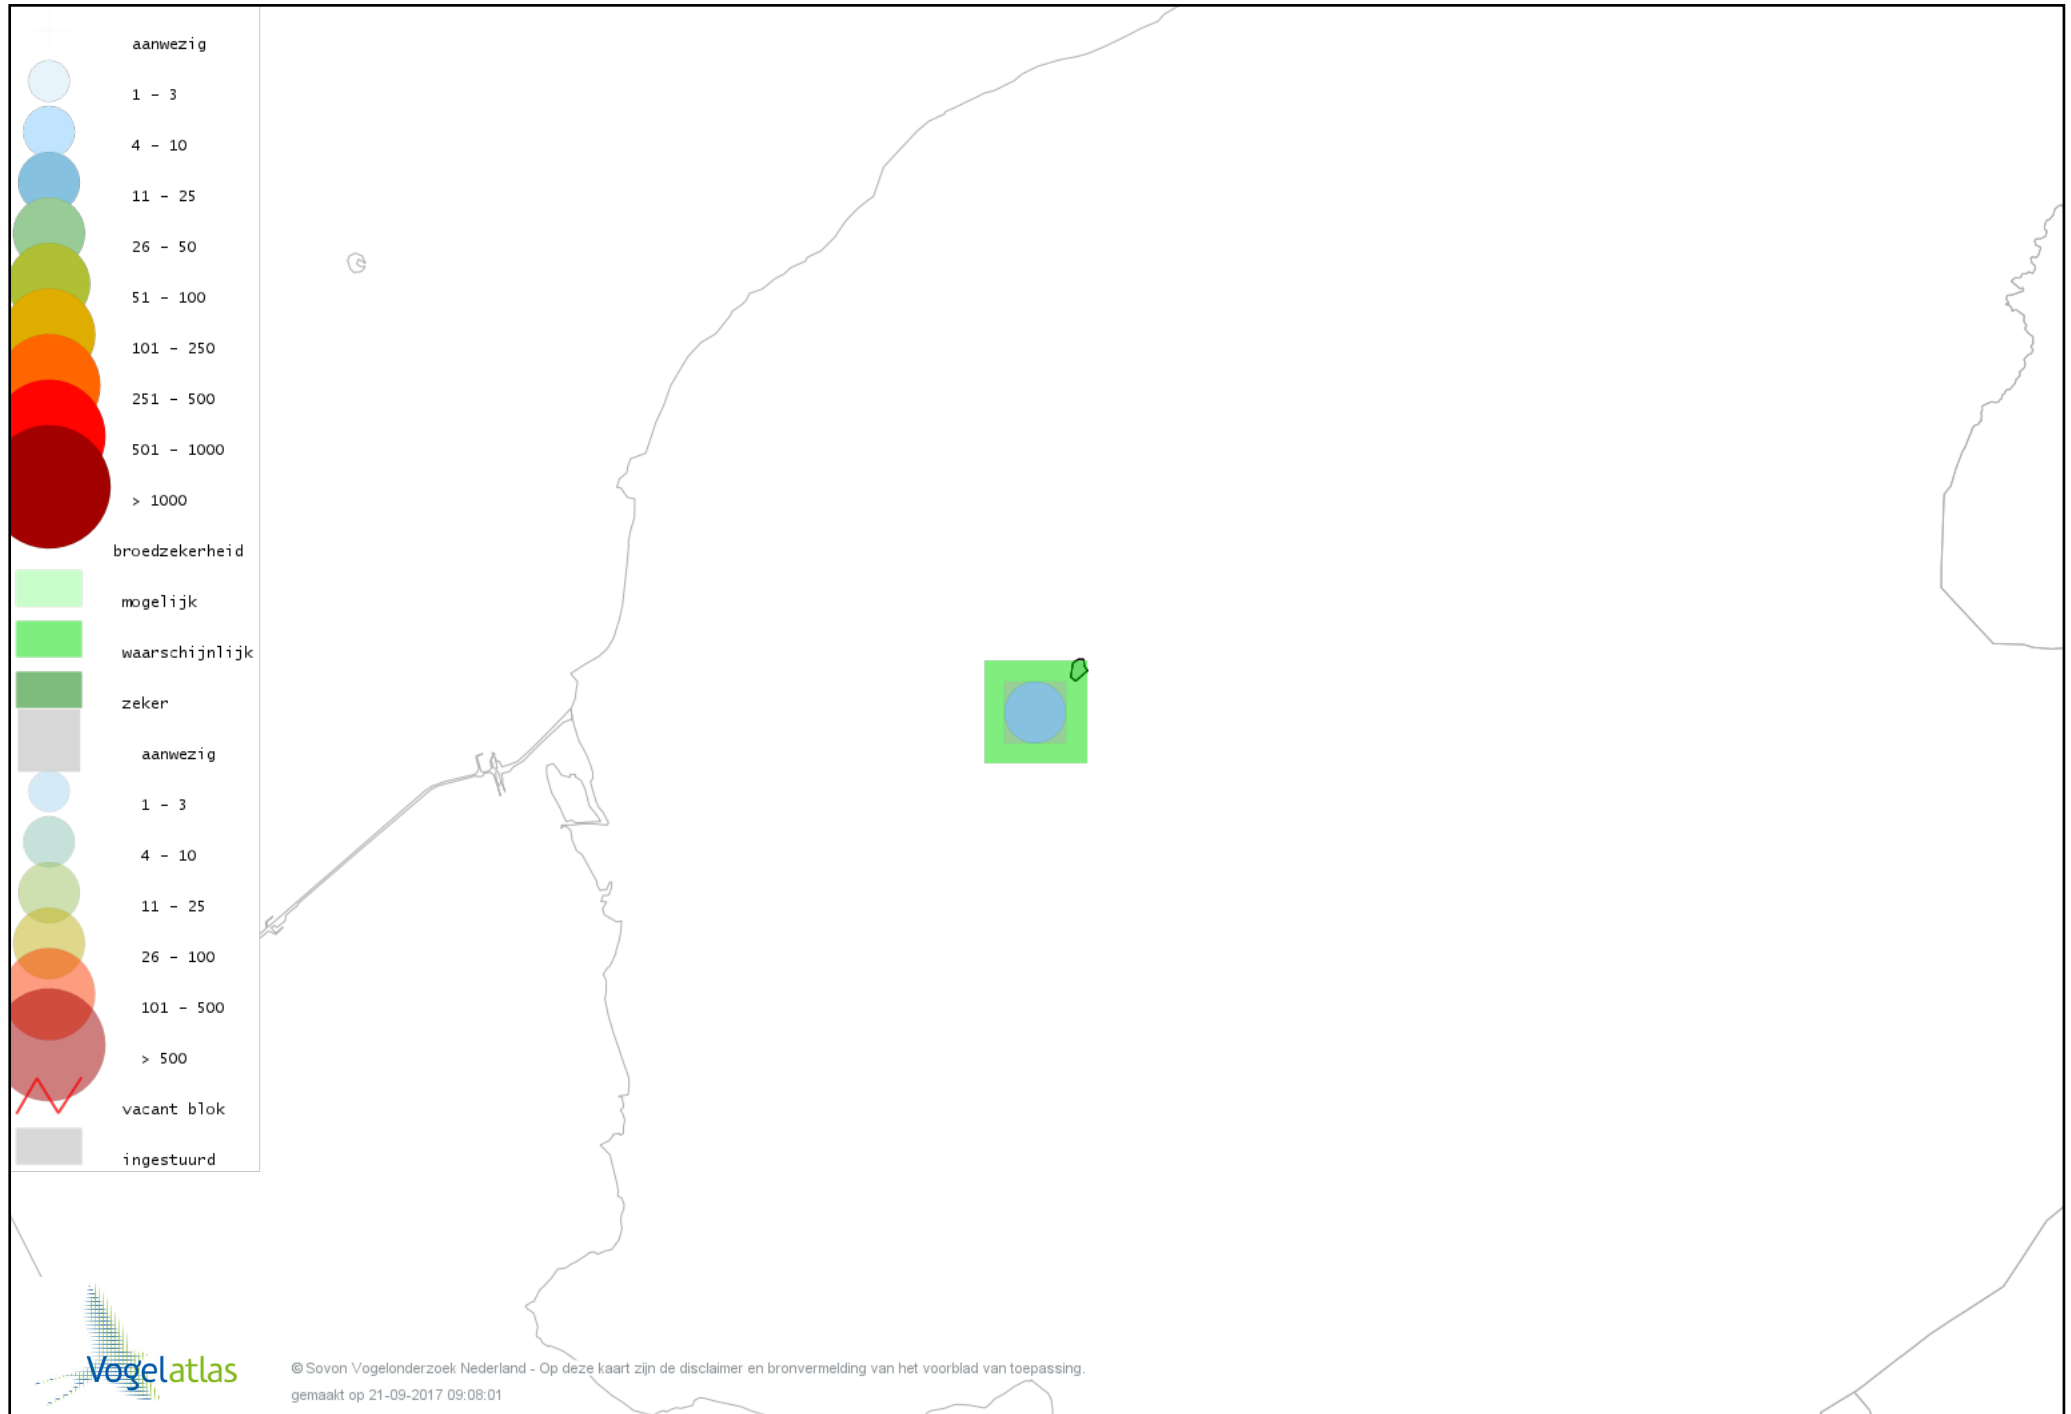 aanwezig
1 - 3
4 - 10
11 - 25
26 - 50
51 - 100
101 - 250
251 - 500
501 - 1000
> 1000
broedzekerheid
mogelijk
waarschijnlijk
zeker
aanwezig
1 - 3
4 - 10
11 - 25
26 - 100
101 - 500
> 500
vacant blok
ingestuurd
Vogelatlas
© Sovon Vogelonderzoek Nederland - Op deze kaart zijn de disclaimer en bronvermelding van het voorblad van toepassing.
gemaakt op 21-09-2017 09:08:01